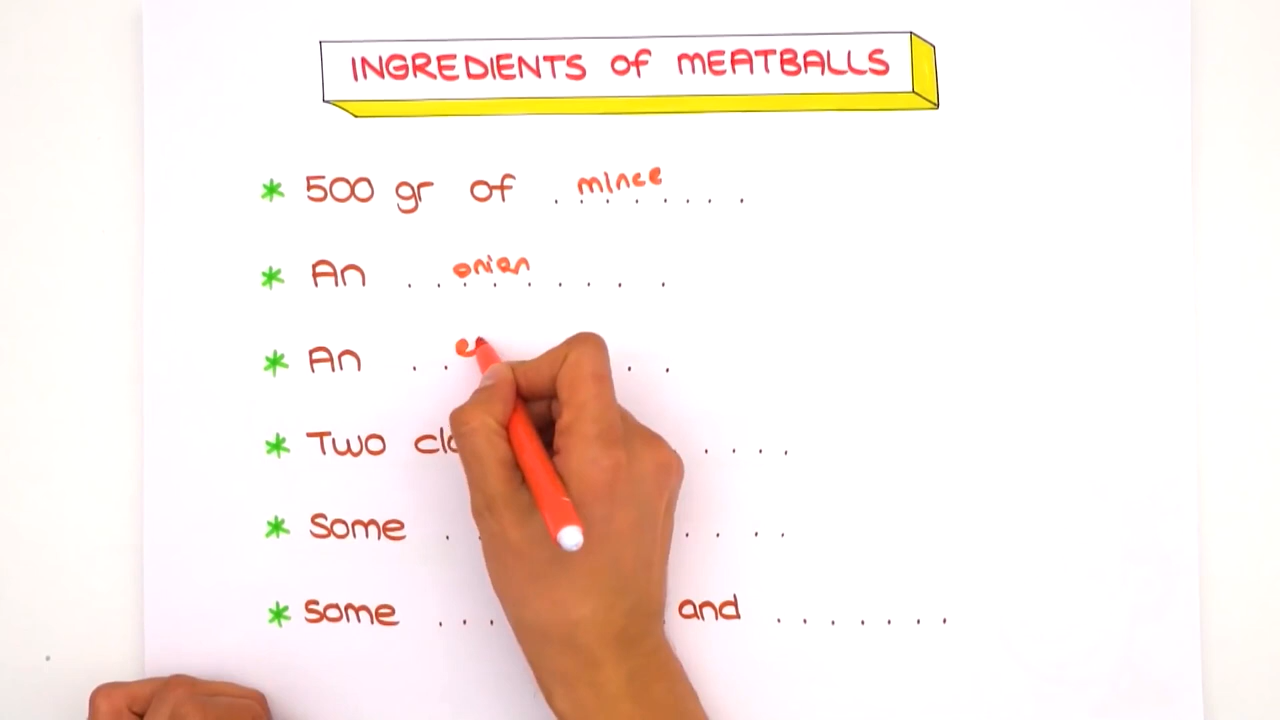 INGREDIENTS of MEATBALLS
* 500 gr of . mince . . . . . . .
* An . . onion . . . . . . .
* An . . . .
* Two . . . .
* Some . . . . . .
* Some . . . . and . . . . . . .